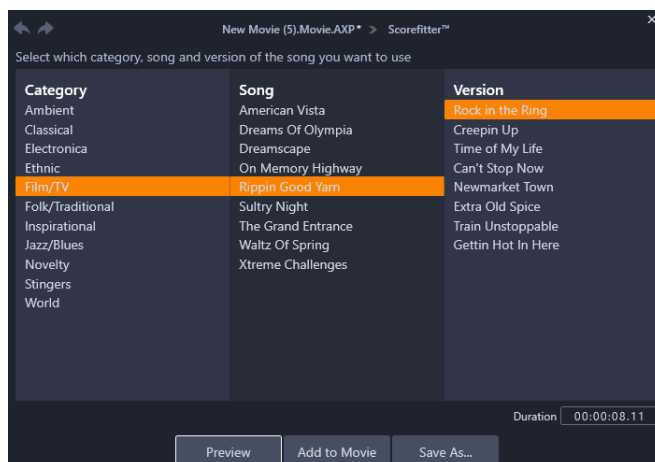 New Movie (5).Movie.AXP* > Scorefitter™
Select which category, song and version of the song you want to use
Category
Ambient
Classical
Electronica
Ethnic
Film/TV
Folk/Traditional
Inspirational
Jazz/Blues
Novelty
Stingers
World
Song
American Vista
Dreams Of Olympia
Dreamscape
On Memory Highway
Rippin Good Yarn
Sultry Night
The Grand Entrance
Waltz Of Spring
Xtreme Challenges
Version
Rock in the Ring
Creepin Up
Time of My Life
Can't Stop Now
Newmarket Town
Extra Old Spice
Train Unstoppable
Gettin Hot In Here
Duration 00:00:08.11
Preview Add to Movie Save As...